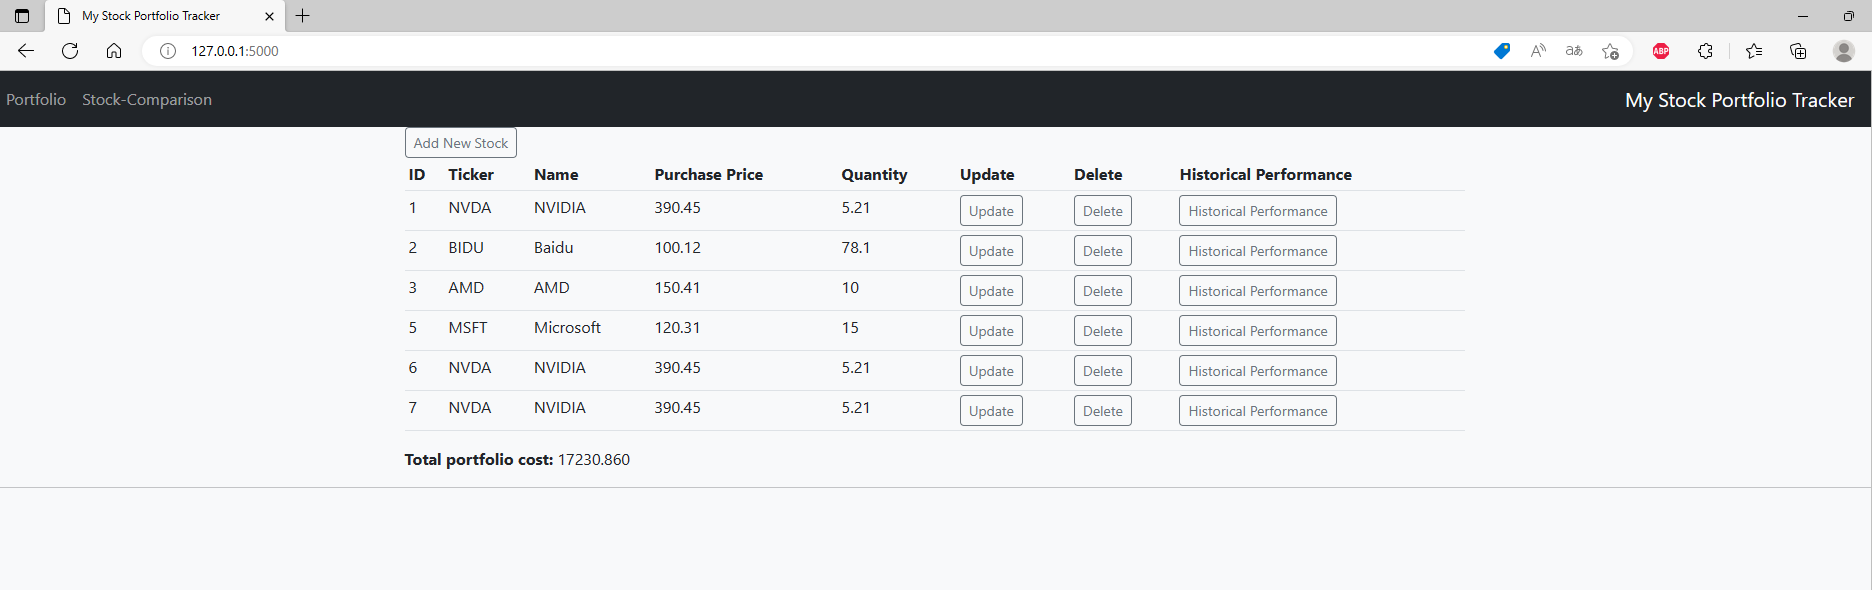 My Stock Portfolio Tracker
127.0.0.1:5000
aあ
ABP
Portfolio Stock-Comparison My Stock Portfolio Tracker
Add New Stock
ID Ticker Name Purchase Price Quantity Update Delete Historical Performance
1 NVDA NVIDIA 390.45 5.21 Update Delete Historical Performance
2 BIDU Baidu 100.12 78.1 Update Delete Historical Performance
3 AMD AMD 150.41 10 Update Delete Historical Performance
5 MSFT Microsoft 120.31 15 Update Delete Historical Performance
6 NVDA NVIDIA 390.45 5.21 Update Delete Historical Performance
7 NVDA NVIDIA 390.45 5.21 Update Delete Historical Performance
Total portfolio cost: 17230.860